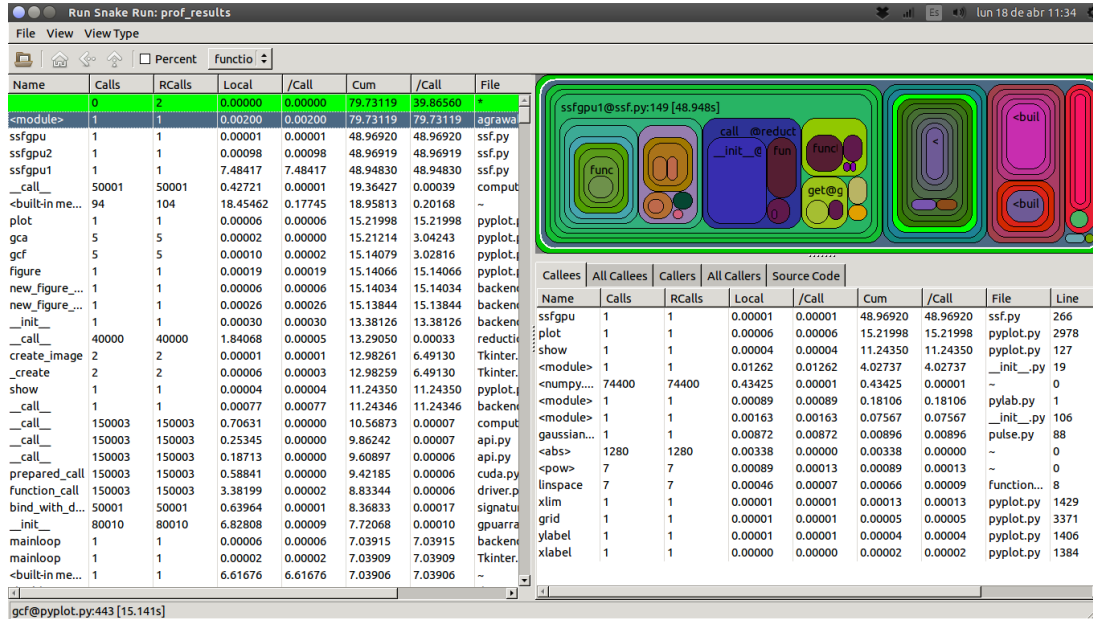 Run Snake Run: prof_results
Es
lun 18 de abr 11:34
File View View Type
Percent functio
Name Calls RCalls Local /Call Cum /Call File
0 2 0.00000 0.00000 79.73119 39.86560 *
<module> 1 1 0.00200 0.00200 79.73119 79.73119 agrawa
ssfgpu 1 1 0.00001 0.00001 48.96920 48.96920 ssf.py
ssfgpu2 1 1 0.00098 0.00098 48.96919 48.96919 ssf.py
ssfgpu1 1 1 7.48417 7.48417 48.94830 48.94830 ssf.py
__call__ 50001 50001 0.42721 0.00001 19.36427 0.00039 comput
<built-in me... 94 104 18.45462 0.17745 18.95813 0.20168 ~
plot 1 1 0.00006 0.00006 15.21998 15.21998 pyplot.p
gca 5 5 0.00002 0.00000 15.21214 3.04243 pyplot.p
gcf 5 5 0.00010 0.00002 15.14079 3.02816 pyplot.p
figure 1 1 0.00019 0.00019 15.14066 15.14066 pyplot.p
new_figure_... 1 1 0.00006 0.00006 15.14034 15.14034 backend
new_figure_... 1 1 0.00026 0.00026 15.13844 15.13844 backend
__init__ 1 1 0.00030 0.00030 13.38126 13.38126 backend
__call__ 40000 40000 1.84068 0.00005 13.29050 0.00033 reductio
create_image 2 2 0.00001 0.00001 12.98261 6.49130 Tkinter.
_create 2 2 0.00006 0.00003 12.98259 6.49130 Tkinter.
show 1 1 0.00004 0.00004 11.24350 11.24350 pyplot.p
__call__ 1 1 0.00077 0.00077 11.24346 11.24346 backend
__call__ 150003 150003 0.70631 0.00000 10.56873 0.00007 comput
__call__ 150003 150003 0.25345 0.00000 9.86242 0.00007 api.py
__call__ 150003 150003 0.18713 0.00000 9.60897 0.00006 api.py
prepared_call 150003 150003 0.58841 0.00000 9.42185 0.00006 cuda.py
function_call 150003 150003 3.38199 0.00002 8.83344 0.00006 driver.p
bind_with_d... 50001 50001 0.63964 0.00001 8.36833 0.00017 signatu
__init__ 80010 80010 6.82808 0.00009 7.72068 0.00010 gpuarra
mainloop 1 1 0.00006 0.00006 7.03915 7.03915 backend
mainloop 1 1 0.00002 0.00002 7.03909 7.03909 Tkinter.
<built-in me... 1 1 6.61676 6.61676 7.03906 7.03906 ~
ssfgpu1@ssf.py:149 [48.948s]
func
call @reduct
__init__@ fun
funci
get@g
()
<
<buil
<buil
Callees All Callees Callers All Callers Source Code
Name Calls RCalls Local /Call Cum /Call File Line
ssfgpu 1 1 0.00001 0.00001 48.96920 48.96920 ssf.py 266
plot 1 1 0.00006 0.00006 15.21998 15.21998 pyplot.py 2978
show 1 1 0.00004 0.00004 11.24350 11.24350 pyplot.py 127
<module> 1 1 0.01262 0.01262 4.02737 4.02737 __init__.py 19
<numpy.... 74400 74400 0.43425 0.00001 0.43425 0.00001 ~ 0
<module> 1 1 0.00089 0.00089 0.18106 0.18106 pylab.py 1
<module> 1 1 0.00163 0.00163 0.07567 0.07567 __init__.py 106
gaussian... 1 1 0.00872 0.00872 0.00896 0.00896 pulse.py 88
<abs> 1280 1280 0.00338 0.00000 0.00338 0.00000 ~ 0
<pow> 7 7 0.00089 0.00013 0.00089 0.00013 ~ 0
linspace 7 7 0.00046 0.00007 0.00066 0.00009 function... 8
xlim 1 1 0.00001 0.00001 0.00013 0.00013 pyplot.py 1429
grid 1 1 0.00001 0.00001 0.00005 0.00005 pyplot.py 3371
ylabel 1 1 0.00001 0.00001 0.00004 0.00004 pyplot.py 1406
xlabel 1 1 0.00000 0.00000 0.00002 0.00002 pyplot.py 1384
gcf@pyplot.py:443 [15.141s]